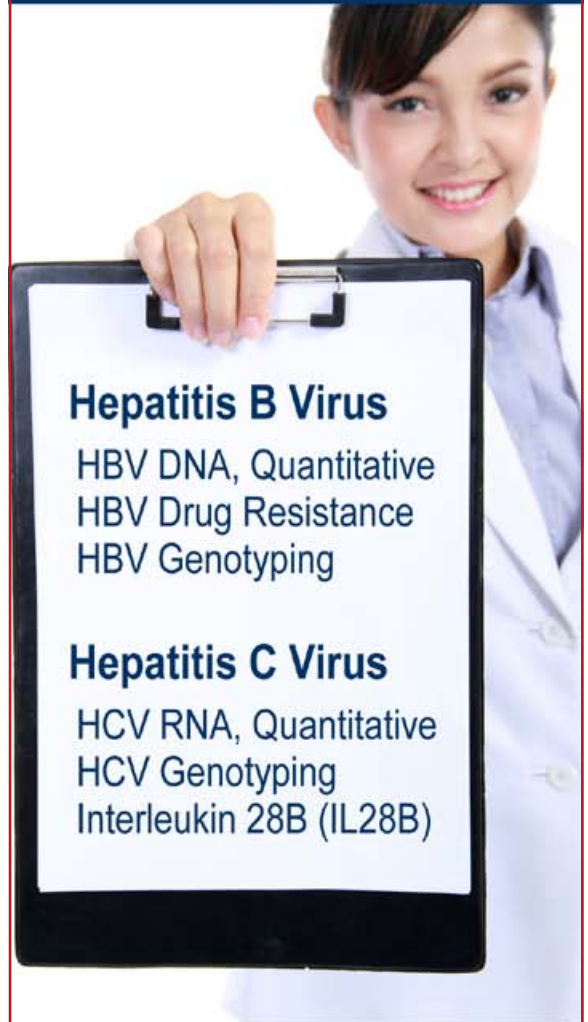 Hepatitis B Virus
HBV DNA, Quantitative
HBV Drug Resistance
HBV Genotyping
Hepatitis C Virus
HCV RNA, Quantitative
HCV Genotyping
Interleukin 28B (IL28B)